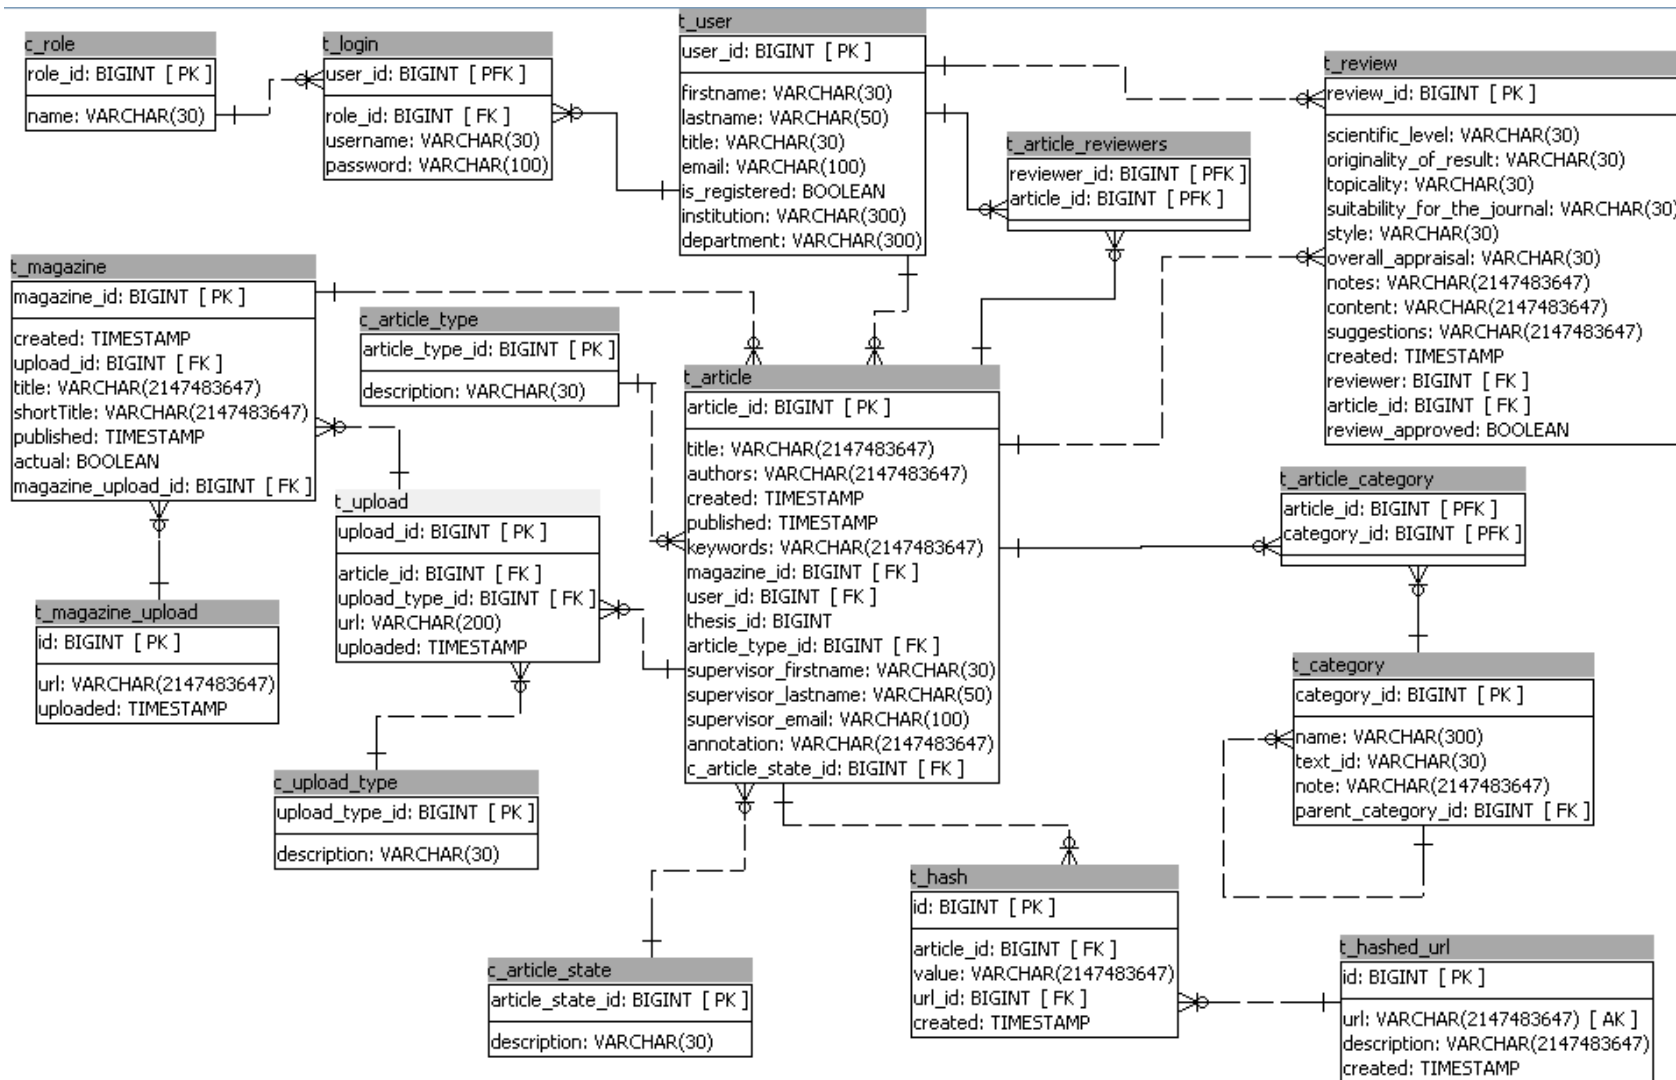 c_role
role_id: BIGINT [ PK ]
name: VARCHAR(30)
t_login
user_id: BIGINT [ PFK ]
role_id: BIGINT [ FK ]
username: VARCHAR(30)
password: VARCHAR(100)
t_user
user_id: BIGINT [ PK ]
firstname: VARCHAR(30)
lastname: VARCHAR(50)
title: VARCHAR(30)
email: VARCHAR(100)
is_registered: BOOLEAN
institution: VARCHAR(300)
department: VARCHAR(300)
t_article_reviewers
reviewer_id: BIGINT [ PFK ]
article_id: BIGINT [ PFK ]
t_review
review_id: BIGINT [ PK ]
scientific_level: VARCHAR(30)
originality_of_result: VARCHAR(30)
topicality: VARCHAR(30)
suitability_for_the_journal: VARCHAR(30)
style: VARCHAR(30)
overall_appraisal: VARCHAR(30)
notes: VARCHAR(2147483647)
content: VARCHAR(2147483647)
suggestions: VARCHAR(2147483647)
created: TIMESTAMP
reviewer: BIGINT [ FK ]
article_id: BIGINT [ FK ]
review_approved: BOOLEAN
t_magazine
magazine_id: BIGINT [ PK ]
created: TIMESTAMP
upload_id: BIGINT [ FK ]
title: VARCHAR(2147483647)
shortTitle: VARCHAR(2147483647)
published: TIMESTAMP
actual: BOOLEAN
magazine_upload_id: BIGINT [ FK ]
c_article_type
article_type_id: BIGINT [ PK ]
description: VARCHAR(30)
t_article
article_id: BIGINT [ PK ]
title: VARCHAR(2147483647)
authors: VARCHAR(2147483647)
created: TIMESTAMP
published: TIMESTAMP
keywords: VARCHAR(2147483647)
magazine_id: BIGINT [ FK ]
user_id: BIGINT [ FK ]
thesis_id: BIGINT
article_type_id: BIGINT [ FK ]
supervisor_firstname: VARCHAR(30)
supervisor_lastname: VARCHAR(50)
supervisor_email: VARCHAR(100)
annotation: VARCHAR(2147483647)
c_article_state_id: BIGINT [ FK ]
t_upload
upload_id: BIGINT [ PK ]
article_id: BIGINT [ FK ]
upload_type_id: BIGINT [ FK ]
url: VARCHAR(200)
uploaded: TIMESTAMP
t_article_category
article_id: BIGINT [ PFK ]
category_id: BIGINT [ PFK ]
t_magazine_upload
id: BIGINT [ PK ]
url: VARCHAR(2147483647)
uploaded: TIMESTAMP
t_category
category_id: BIGINT [ PK ]
name: VARCHAR(300)
text_id: VARCHAR(30)
note: VARCHAR(2147483647)
parent_category_id: BIGINT [ FK ]
c_upload_type
upload_type_id: BIGINT [ PK ]
description: VARCHAR(30)
t_hash
id: BIGINT [ PK ]
article_id: BIGINT [ FK ]
value: VARCHAR(2147483647)
url_id: BIGINT [ FK ]
created: TIMESTAMP
c_article_state
article_state_id: BIGINT [ PK ]
description: VARCHAR(30)
t_hashed_url
id: BIGINT [ PK ]
url: VARCHAR(2147483647) [ AK ]
description: VARCHAR(2147483647)
created: TIMESTAMP